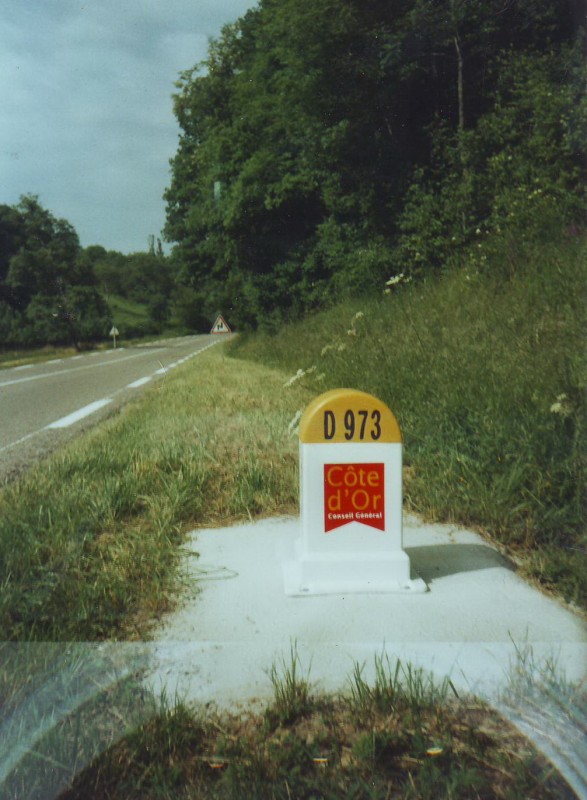 D 973
Côte
d'Or
Conseil Général